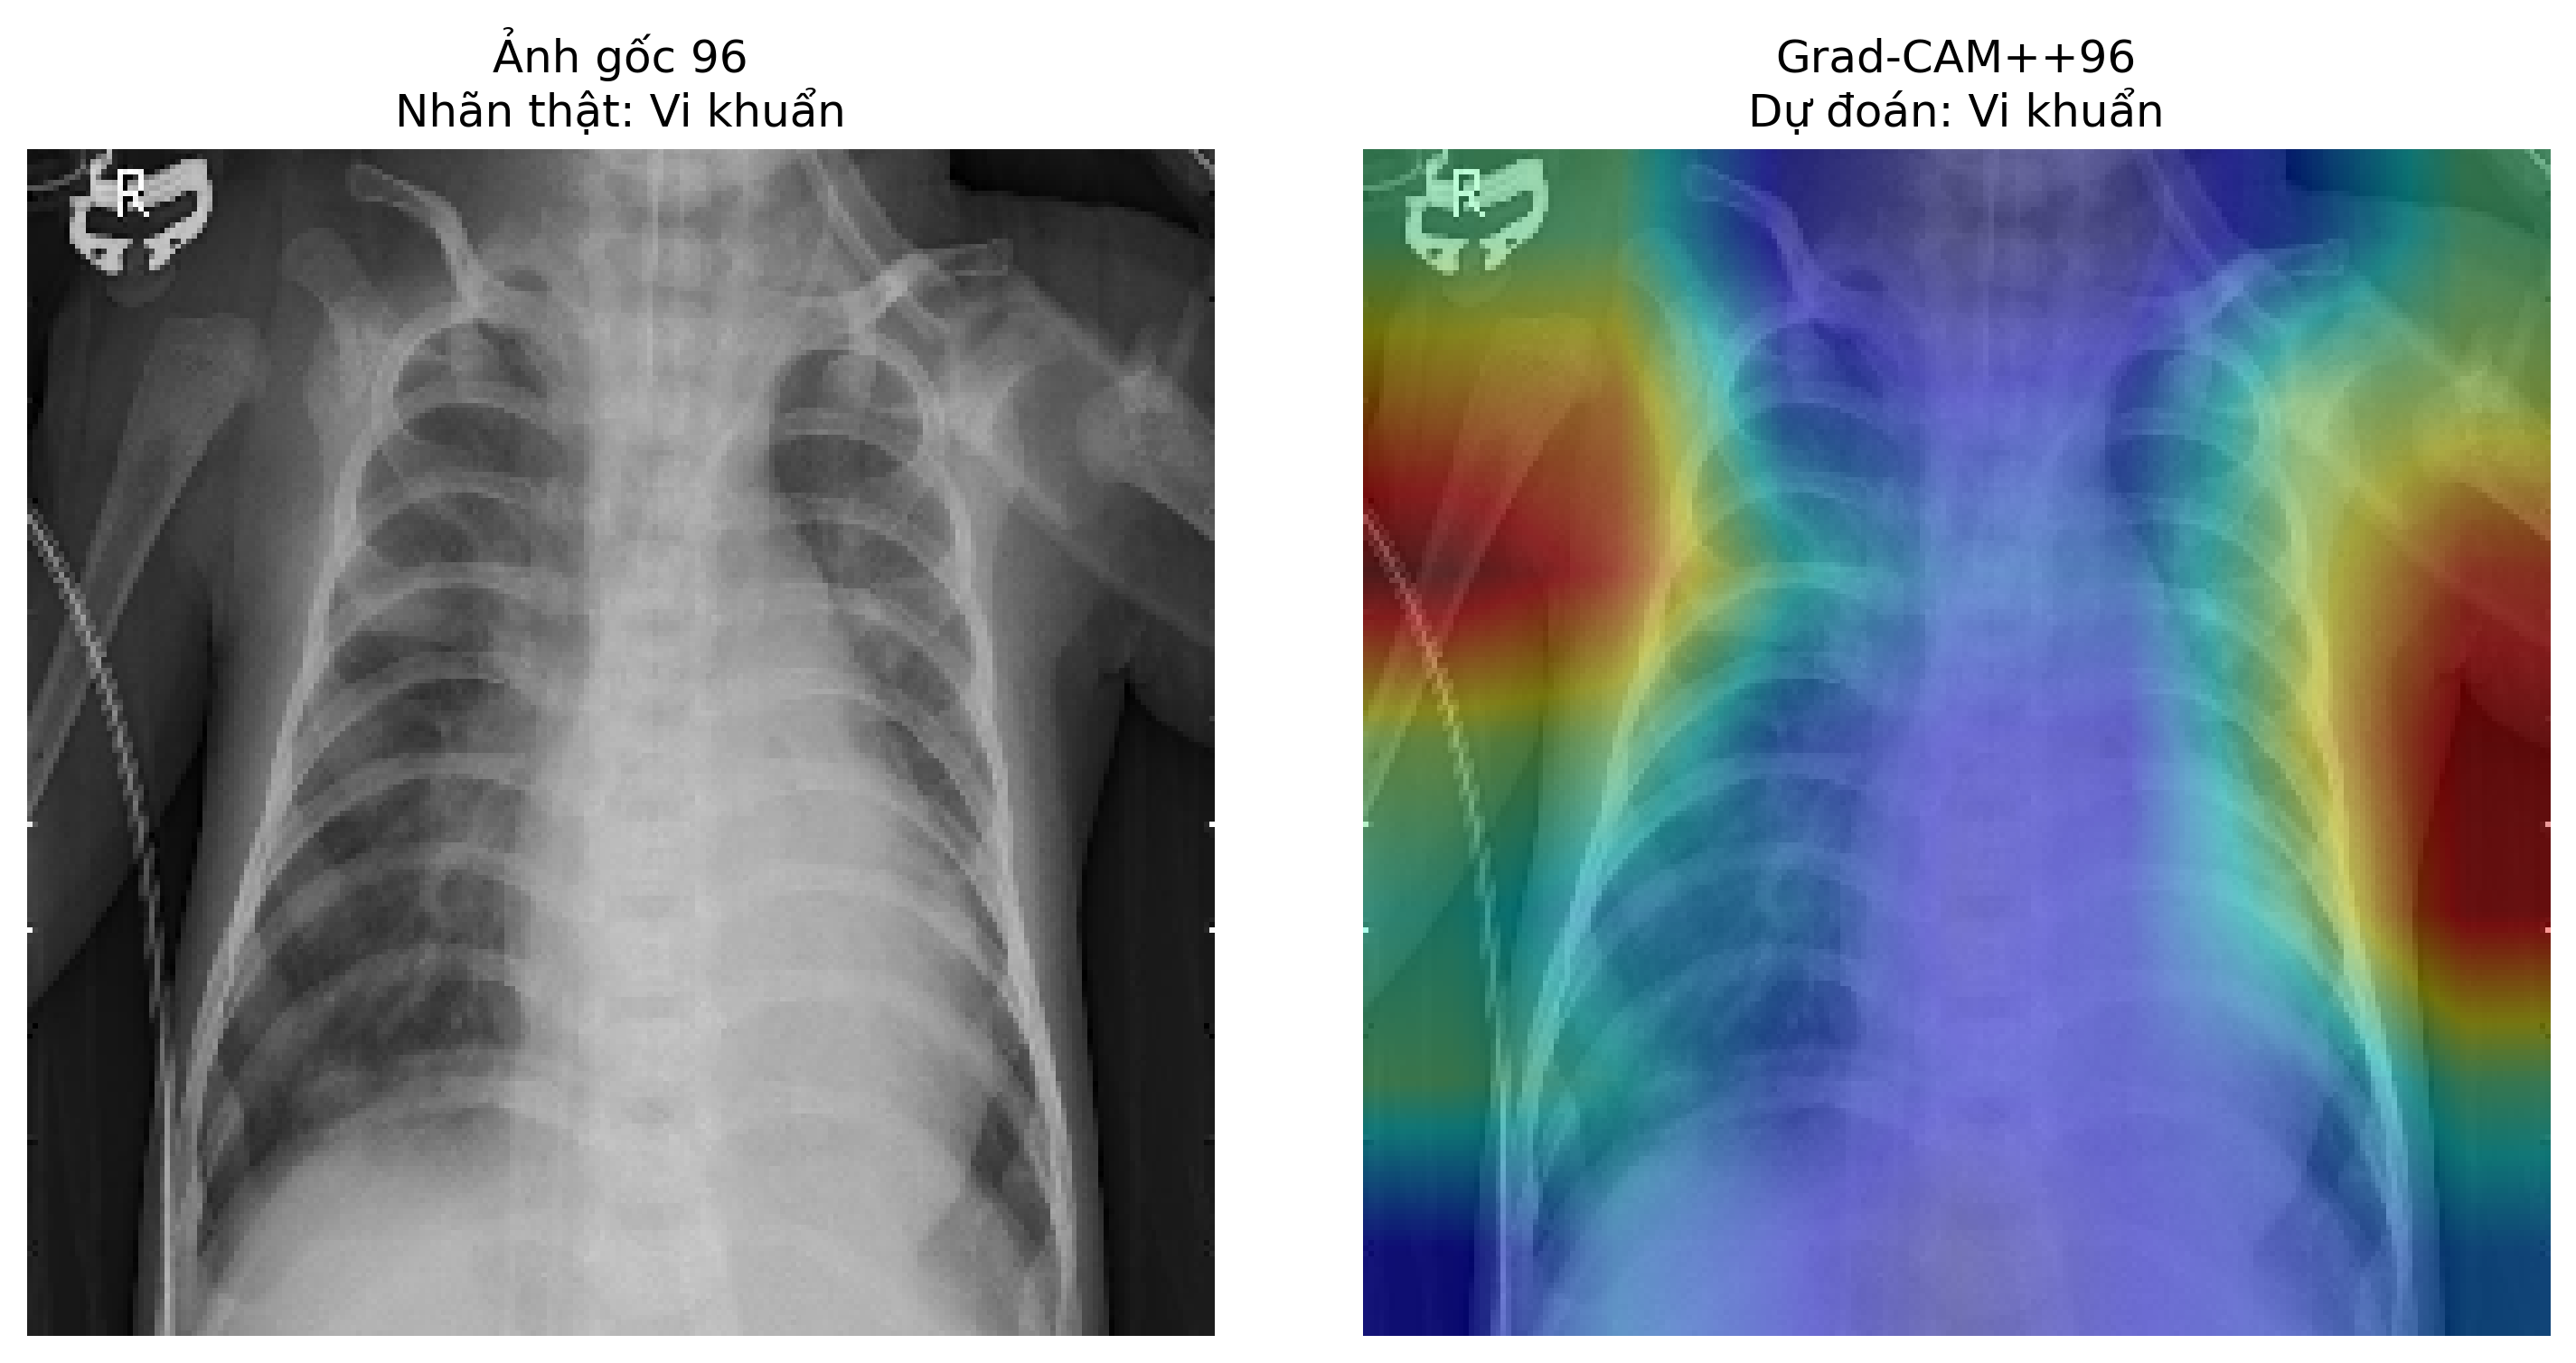 Ảnh gốc 96
Nhãn thật: Vi khuẩn
Grad-CAM++96
Dự đoán: Vi khuẩn
R
R